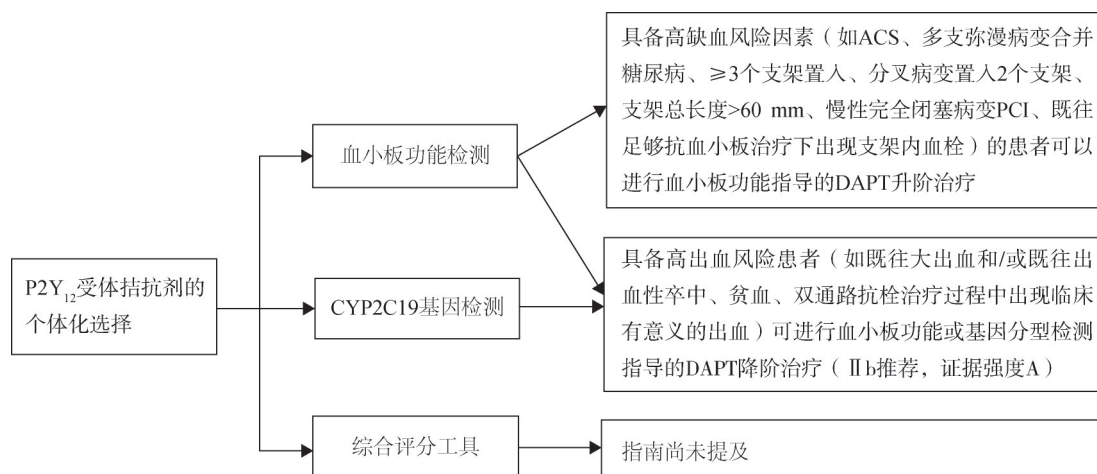 P2Y12受体拮抗剂的
个体化选择
血小板功能检测
CYP2C19基因检测
综合评分工具
具备高缺血风险因素（如ACS、多支弥漫病变合并
糖尿病、≥3个支架置入、分叉病变置入2个支架、
支架总长度>60 mm、慢性完全闭塞病变PCI、既往
足够抗血小板治疗下出现支架内血栓）的患者可以
进行血小板功能指导的DAPT升阶治疗
具备高出血风险患者（如既往大出血和/或既往出
血性卒中、贫血、双通路抗栓治疗过程中出现临床
有意义的出血）可进行血小板功能或基因分型检测
指导的DAPT降阶治疗（Ⅱb推荐，证据强度A）
指南尚未提及